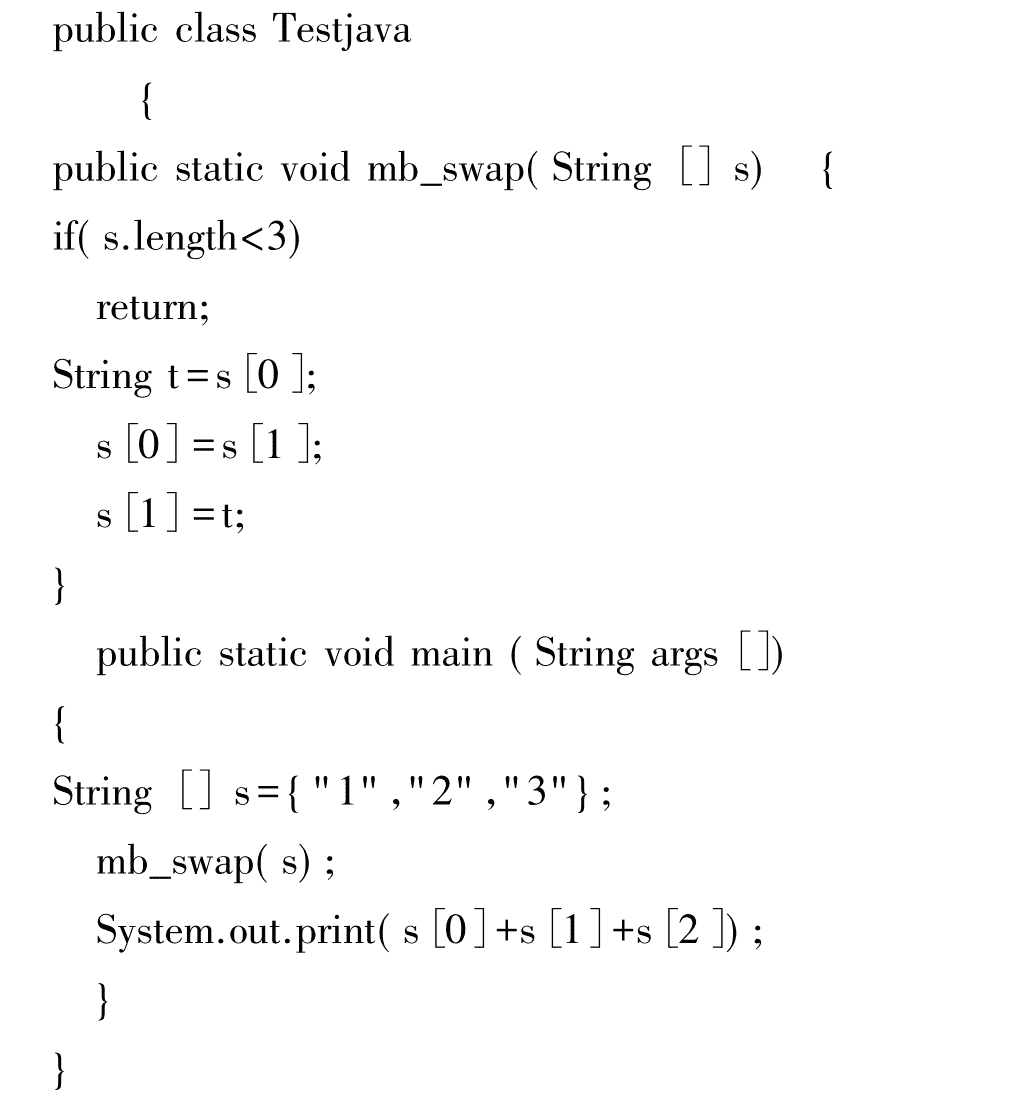 public class Testjava
{
public static void mb_swap( String [] s) {
if( s.length<3)
return;
String t=s [0 ];
s [0 ] =s [1 ];
s [1 ] =t;
}
public static void main ( String args [])
{
String [] s={ "1" ,"2" ,"3"} ;
mb_swap( s) ;
System.out.print( s [0 ] +s [1 ] +s [2 ]) ;
}
}